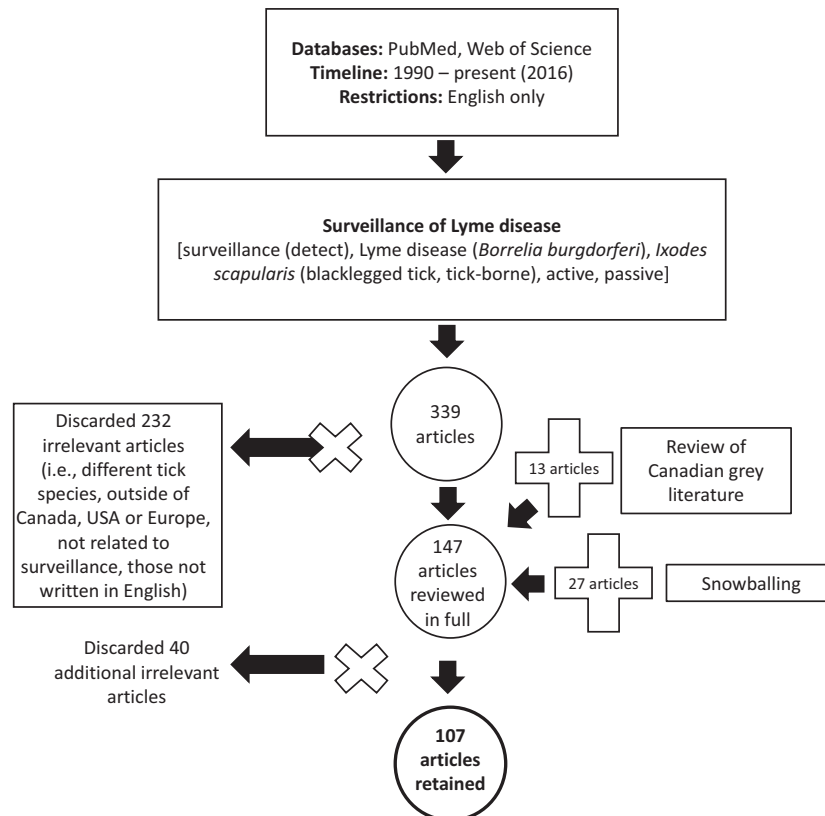 Databases: PubMed, Web of Science
Timeline: 1990 – present (2016)
Restrictions: English only
Surveillance of Lyme disease
[surveillance (detect), Lyme disease (Borrelia burgdorferi), Ixodes
scapularis (blacklegged tick, tick-borne), active, passive]
339
articles
Discarded 232
irrelevant articles
(i.e., different tick
species, outside of
Canada, USA or Europe,
not related to
surveillance, those not
written in English)
13 articles
Review of
Canadian grey
literature
147
articles
reviewed
in full
27 articles
Snowballing
Discarded 40
additional irrelevant
articles
107
articles
retained